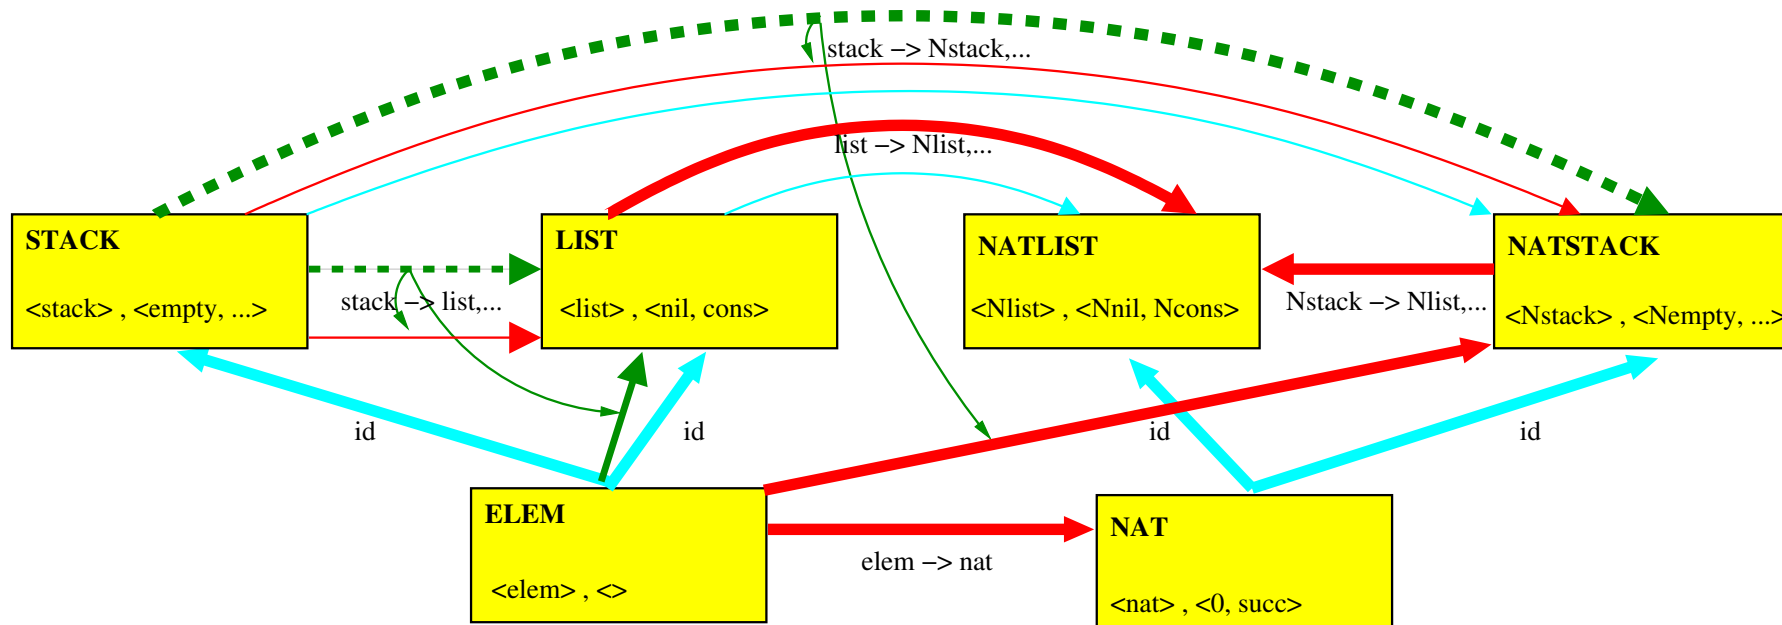 stack −> Nstack,...
list −> Nlist,...
STACK
<stack> , <empty, ...>
stack −> list,...
LIST
<list> , <nil, cons>
NATLIST
<Nlist> , <Nnil, Ncons>
Nstack −> Nlist,...
NATSTACK
<Nstack> , <Nempty, ...>
id
id
id
id
ELEM
<elem> , <>
elem −> nat
NAT
<nat> , <0, succ>